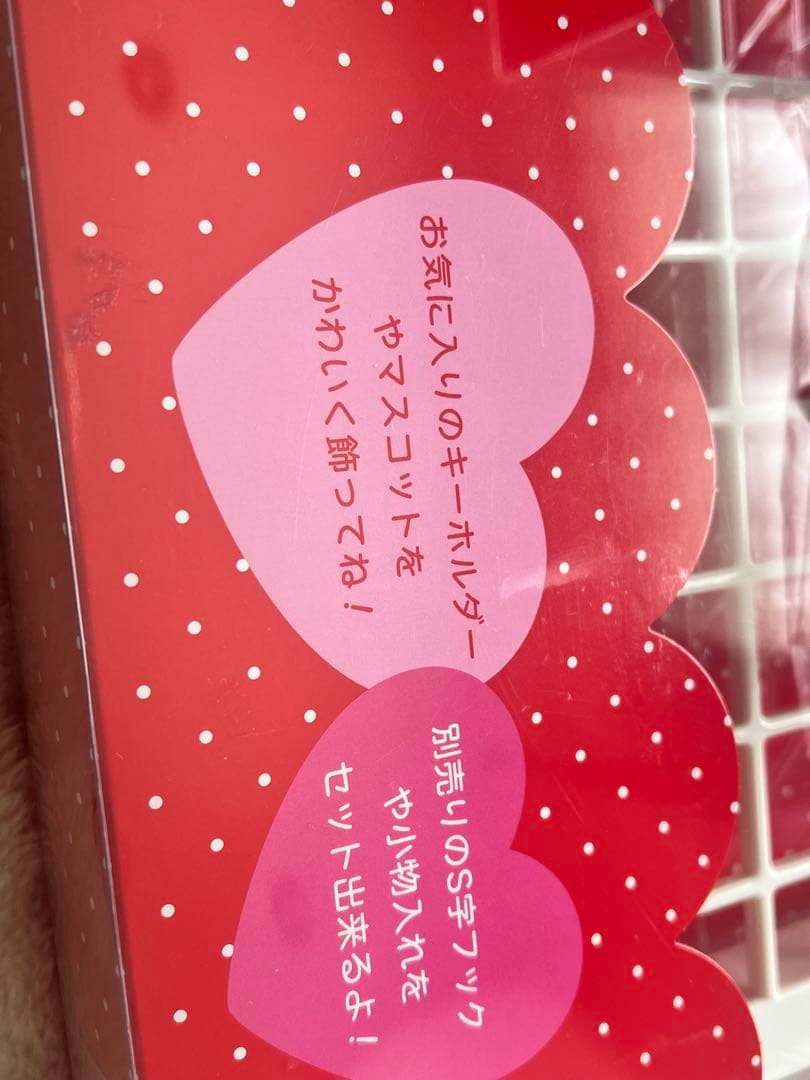 お気に入りのキーホルダー
やマスコットを
かわいく飾ってね!
別売りのS字フック
や小物入れを
セット出来るよ!